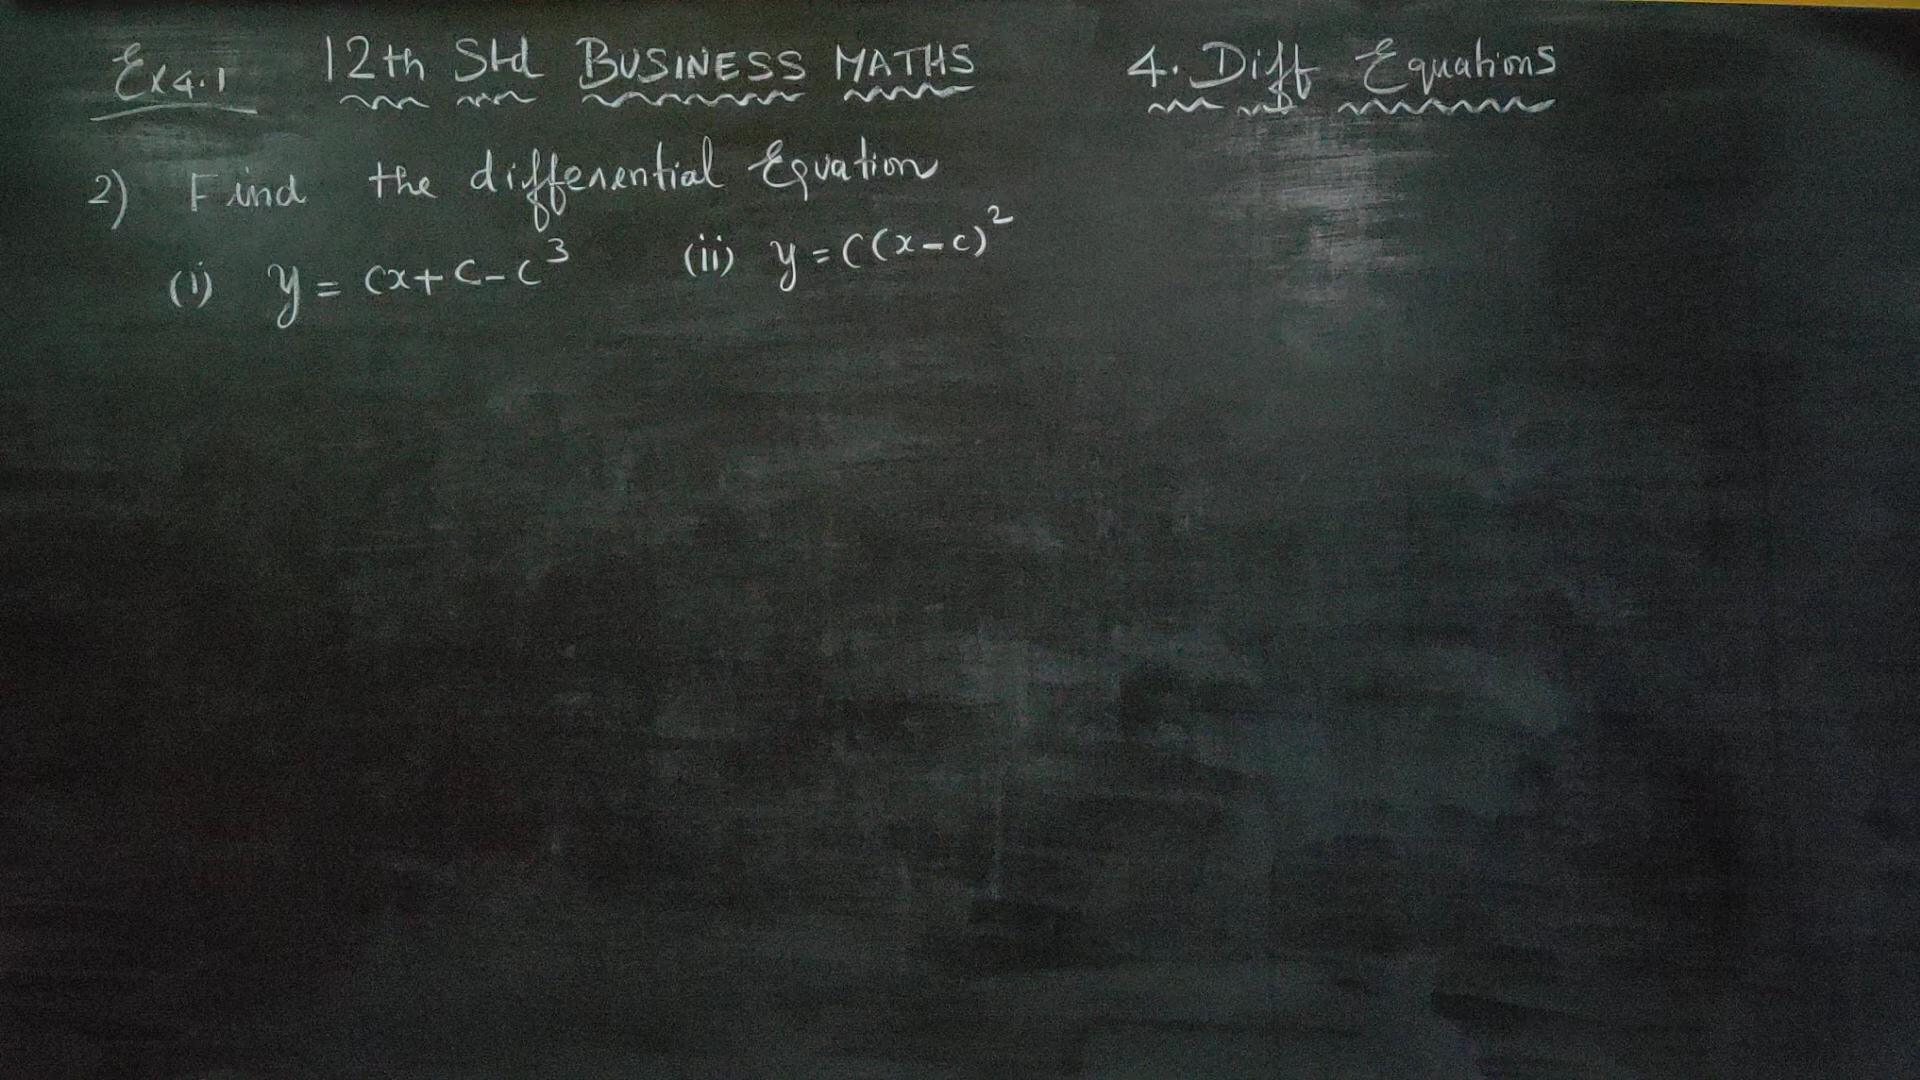 Ex 4.1 12th Std BUSINESS MATHS 4. Diff Equations
2) Find the differential Equation
(i) y = cx + c - c³ (ii) y = c(x-c)²